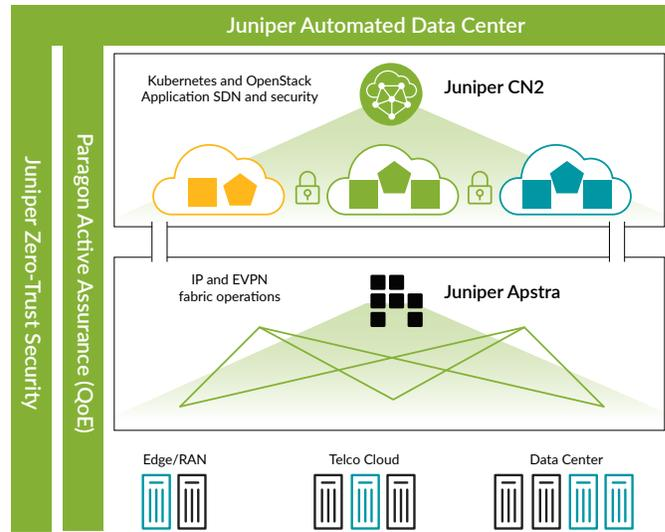 Juniper Automated Data Center
Juniper Zero-Trust Security
Paragon Active Assurance (QoE)
Kubernetes and OpenStack
Application SDN and security
Juniper CN2
IP and EVPN
fabric operations
Juniper Apstra
Edge/RAN
Telco Cloud
Data Center